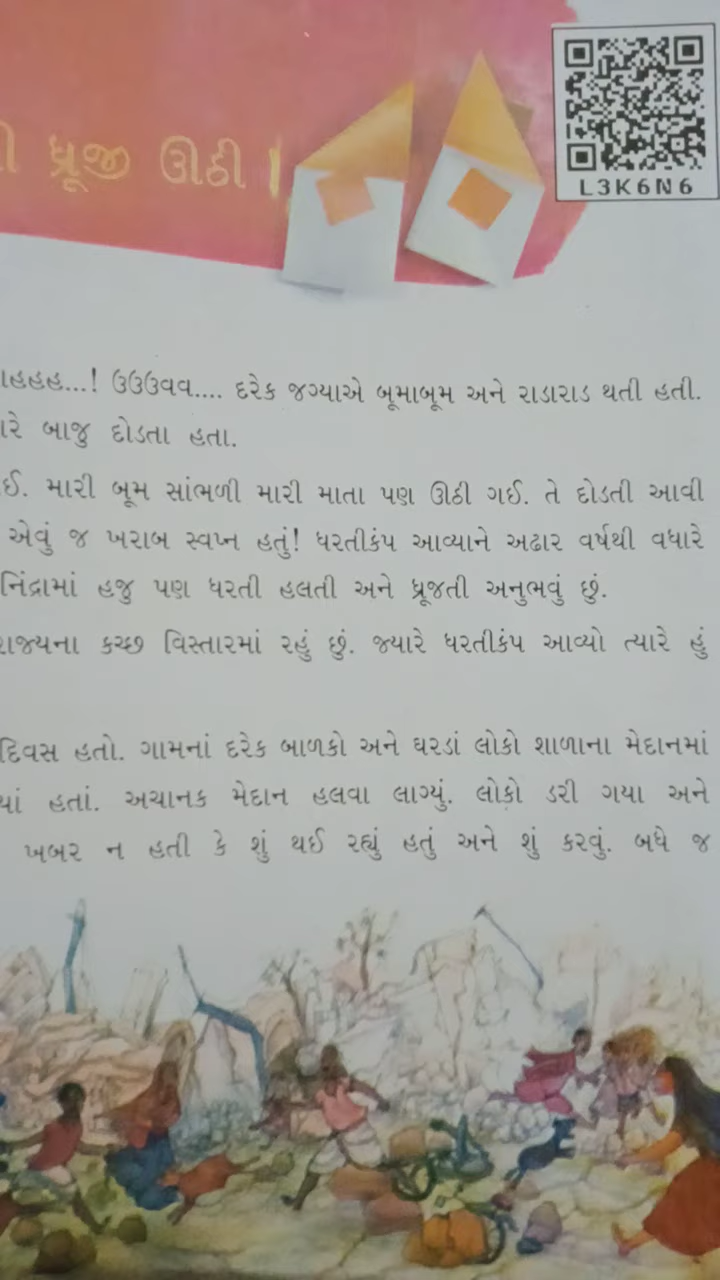 ધ્રૂજી ઊઠી !
L3K6N6
હહહ...! ઉઉઉવવ.... દરેક જગ્યાએ બૂમાબૂમ અને રાડારાડ થતી હતી.
બાજુ દોડતા હતા.
મારી બૂમ સાંભળી મારી માતા પણ ઊઠી ગઈ. તે દોડતી આવી
એવું જ ખરાબ સ્વપ્ન હતું! ધરતીકંપ આવ્યાને અઢાર વર્ષથી વધારે
નિંદ્રામાં હજુ પણ ધરતી હલતી અને ધ્રૂજતી અનુભવું છું.
રાજ્યના કચ્છ વિસ્તારમાં રહું છું. જ્યારે ધરતીકંપ આવ્યો ત્યારે હું
દિવસ હતો. ગામનાં દરેક બાળકો અને ઘરડાં લોકો શાળાના મેદાનમાં
હતાં. અચાનક મેદાન હલવા લાગ્યું. લોકો ડરી ગયા અને
ખબર ન હતી કે શું થઈ રહ્યું હતું અને શું કરવું. બધે જ